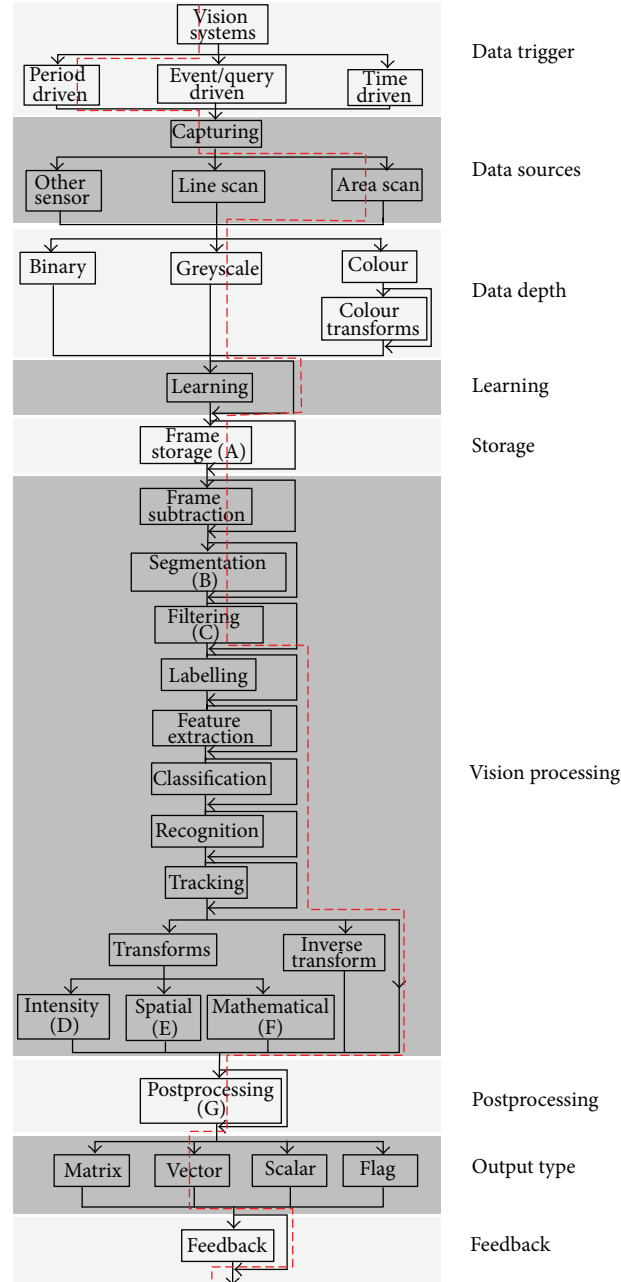 Vision
systems
Data trigger
Period
driven
Event/query
driven
Time
driven
Capturing
Data sources
Other
sensor
Line scan
Area scan
Binary
Greyscale
Colour
Data depth
Colour
transforms
Learning
Learning
Frame
storage (A)
Storage
Frame
subtraction
Segmentation
(B)
Filtering
(C)
Labelling
Feature
extraction
Classification
Vision processing
Recognition
Tracking
Transforms
Inverse
transform
Intensity
(D)
Spatial
(E)
Mathematical
(F)
Postprocessing
(G)
Postprocessing
Matrix
Vector
Scalar
Flag
Output type
Feedback
Feedback